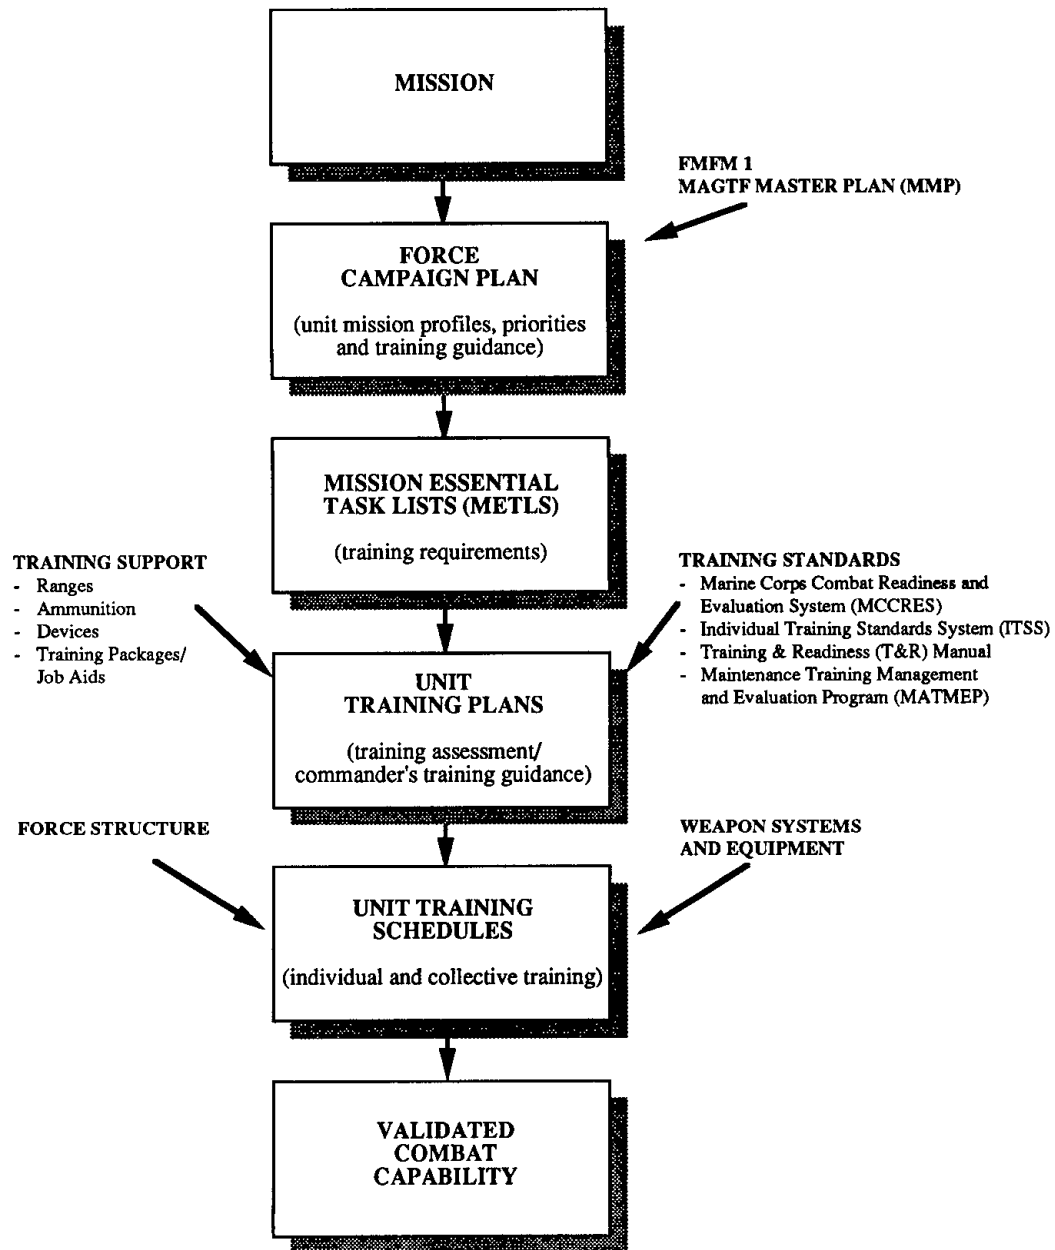 MISSION
FMFM 1
MAGTF MASTER PLAN (MMP)
FORCE
CAMPAIGN PLAN
(unit mission profiles, priorities
and training guidance)
MISSION ESSENTIAL
TASK LISTS (METLS)
(training requirements)
TRAINING SUPPORT
- Ranges
- Ammunition
- Devices
- Training Packages/
Job Aids
TRAINING STANDARDS
- Marine Corps Combat Readiness and
Evaluation System (MCCRES)
- Individual Training Standards System (ITSS)
- Training & Readiness (T&R) Manual
- Maintenance Training Management
and Evaluation Program (MATMEP)
UNIT
TRAINING PLANS
(training assessment/
commander's training guidance)
FORCE STRUCTURE
WEAPON SYSTEMS
AND EQUIPMENT
UNIT TRAINING
SCHEDULES
(individual and collective training)
VALIDATED
COMBAT
CAPABILITY